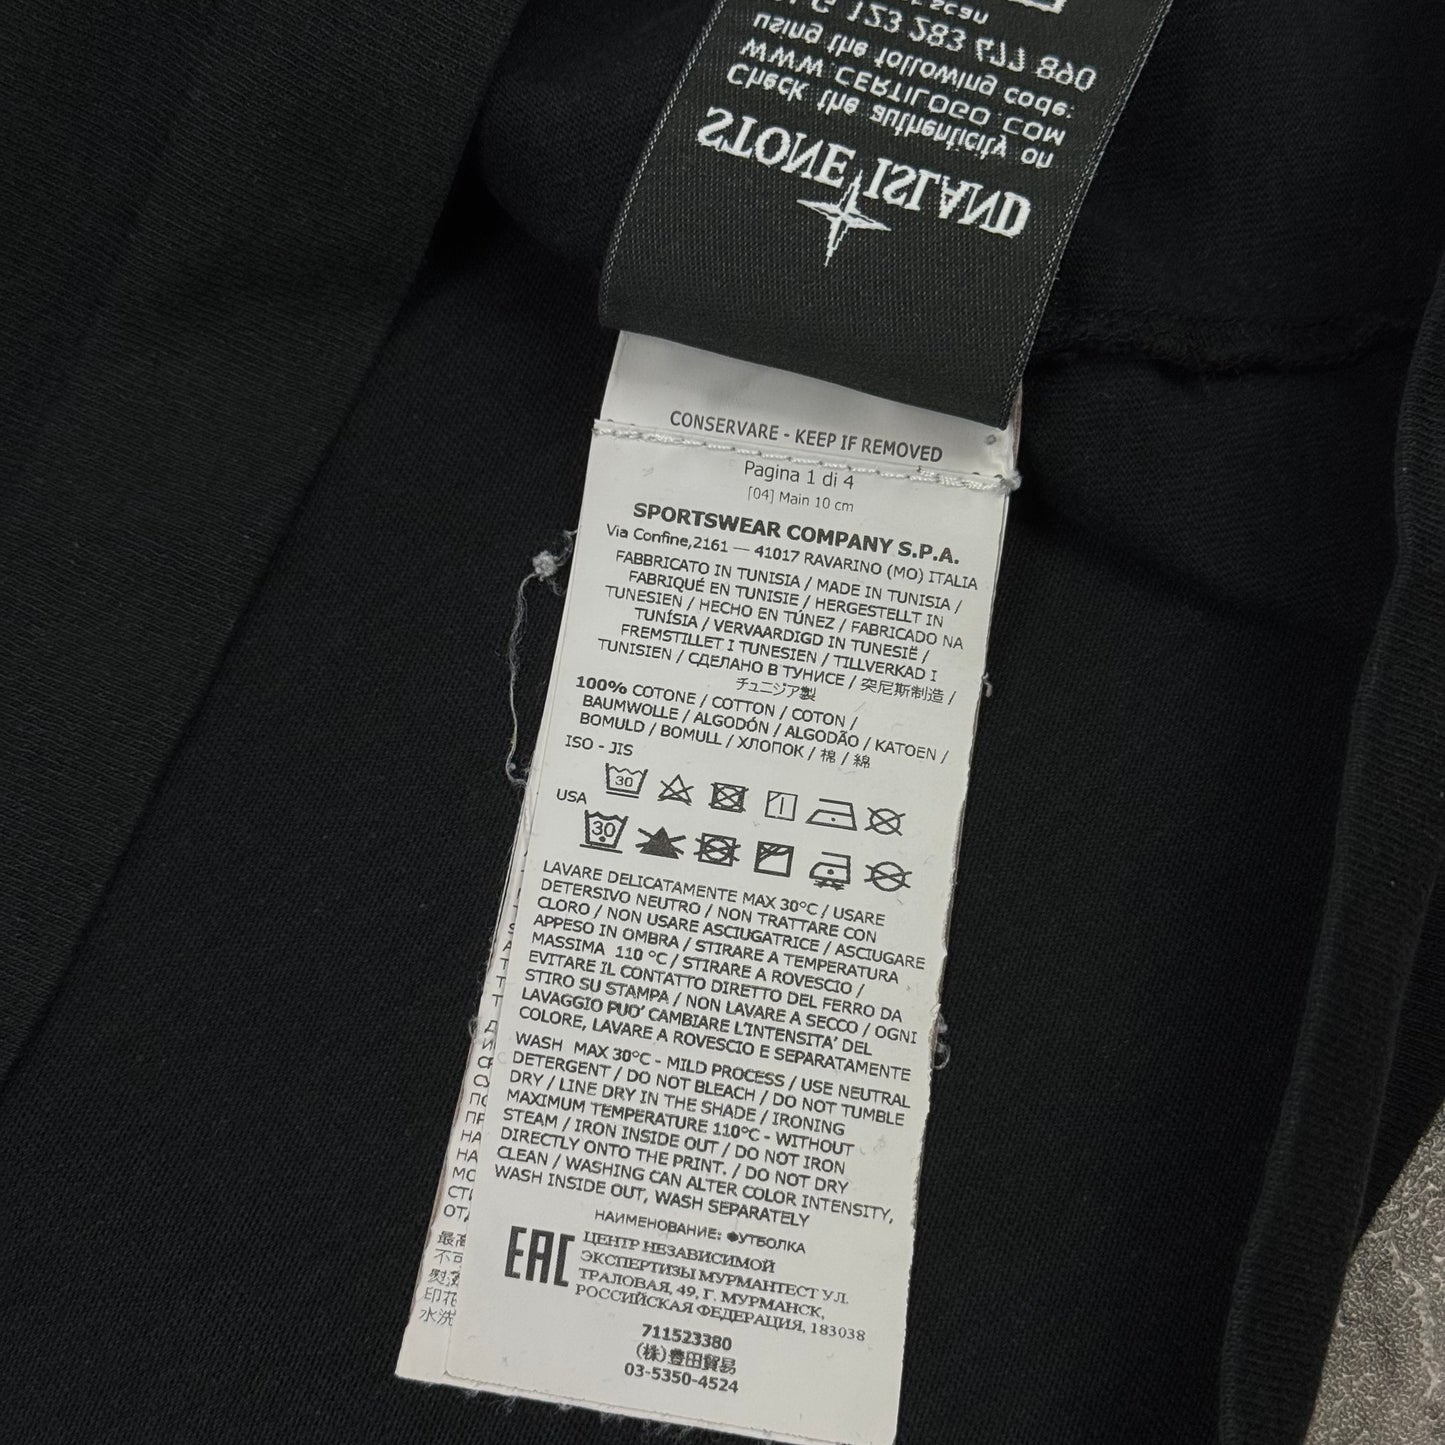 STONE ISLAND
Check the authenticity on
WWW.CERTILOGO.COM
using the following code:
123 283 477 890
scan
CONSERVARE - KEEP IF REMOVED
Pagina 1 di 4
[04] Main 10 cm
SPORTSWEAR COMPANY S.P.A.
Via Confine,2161 — 41017 RAVARINO (MO) ITALIA
FABBRICATO IN TUNISIA / MADE IN TUNISIA /
FABRIQUÉ EN TUNISIE / HERGESTELLT IN
TUNESIEN / HECHO EN TÚNEZ / FABRICADO NA
TUNÍSIA / VERVAARDIGD IN TUNESIË /
FREMSTILLET I TUNESIEN / TILLVERKAD I
TUNISIEN / СДЕЛАНО В ТУНИСЕ / 突尼斯制造 /
チュニジア製
100% COTONE / COTTON / COTON /
BAUMWOLLE / ALGODÓN / ALGODÃO / KATOEN /
BOMULD / BOMULL / ХЛОПОК / 棉 / 綿
ISO - JIS
30
USA
30
LAVARE DELICATAMENTE MAX 30°C / USARE
DETERSIVO NEUTRO / NON TRATTARE CON
CLORO / NON USARE ASCIUGATRICE / ASCIUGARE
APPESO IN OMBRA / STIRARE A TEMPERATURA
MASSIMA 110 °C / STIRARE A ROVESCIO /
EVITARE IL CONTATTO DIRETTO DEL FERRO DA
STIRO SU STAMPA / NON LAVARE A SECCO / OGNI
LAVAGGIO PUO' CAMBIARE L'INTENSITA' DEL
COLORE, LAVARE A ROVESCIO E SEPARATAMENTE
WASH MAX 30°C - MILD PROCESS / USE NEUTRAL
DETERGENT / DO NOT BLEACH / DO NOT TUMBLE
DRY / LINE DRY IN THE SHADE / IRONING
MAXIMUM TEMPERATURE 110°C - WITHOUT
STEAM / IRON INSIDE OUT / DO NOT IRON
DIRECTLY ONTO THE PRINT. / DO NOT DRY
CLEAN / WASHING CAN ALTER COLOR INTENSITY,
WASH INSIDE OUT, WASH SEPARATELY
НАИМЕНОВАНИЕ: ФУТБОЛКА
EAC
ЦЕНТР НЕЗАВИСИМОЙ
ЭКСПЕРТИЗЫ МУРМАНТЕСТ УЛ.
ТРАЛОВАЯ, 49, Г. МУРМАНСК,
РОССИЙСКАЯ ФЕДЕРАЦИЯ, 183038
711523380
(株)豊田貿易
03-5350-4524